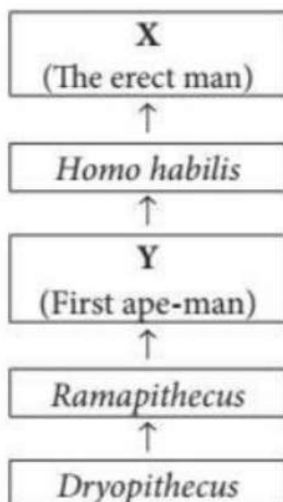 X
(The erect man)
↑
Homo habilis
↑
Y
(First ape-man)
↑
Ramapithecus
↑
Dryopithecus